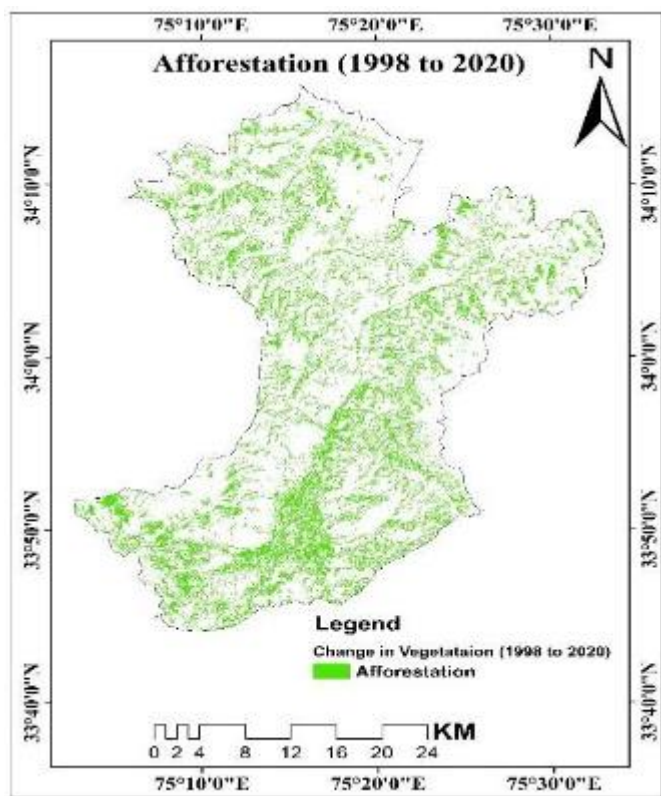 75°10'0"E 75°20'0"E 75°30'0"E
Afforestation (1998 to 2020)
N
34°10'0"N 34°10'0"N
34°0'0"N 34°0'0"N
33°50'0"N 33°50'0"N
Legend
Change in Vegetataion (1998 to 2020)
Afforestation
33°40'0"N 33°40'0"N
KM
0 2 4 8 12 16 20 24
75°10'0"E 75°20'0"E 75°30'0"E